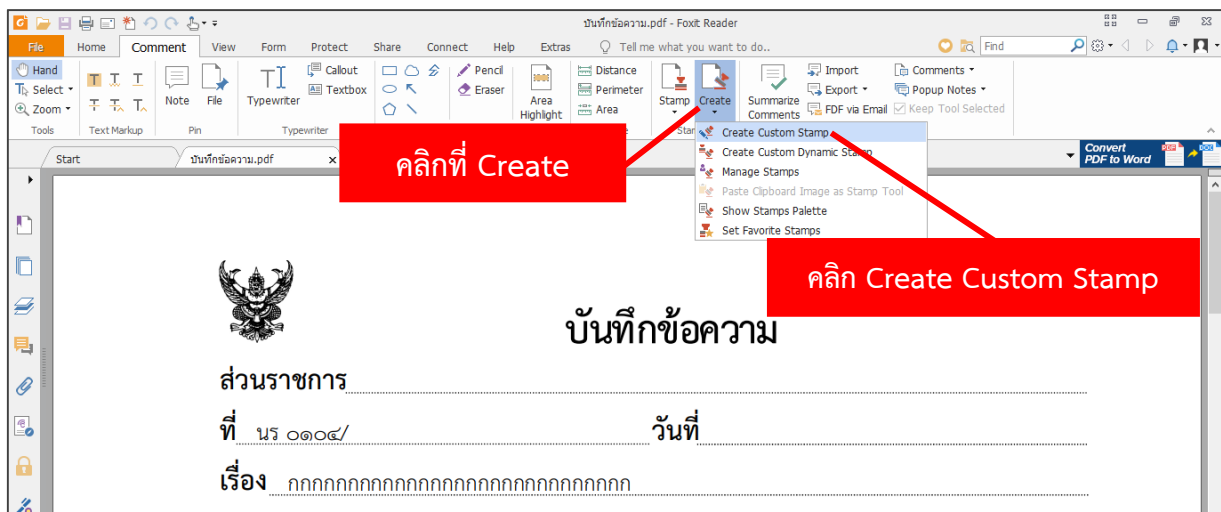 บันทึกข้อความ.pdf - Foxit Reader
File Home Comment View Form Protect Share Connect Help Extras Tell me what you want to do.. Find
Hand
Select
Zoom
Tools
Text Markup
Note File
Pin
Typewriter
Callout
Textbox
Typewriter
Pencil
Eraser
Area
Highlight
Distance
Perimeter
Area
Stamp Create
Summarize
Comments
Import
Export
FDF via Email
Comments
Popup Notes
Keep Tool Selected
Start บันทึกข้อความ.pdf x
Convert
PDF to Word
คลิกที่ Create
Create Custom Stamp
Create Custom Dynamic Stamp
Manage Stamps
Paste Clipboard Image as Stamp Tool
Show Stamps Palette
Set Favorite Stamps
คลิก Create Custom Stamp
บันทึกข้อความ
ส่วนราชการ
ที่ นร ๐๑๐๔/ วันที่
เรื่อง กกกกกกกกกกกกกกกกกกกกกกกกกกกกกก